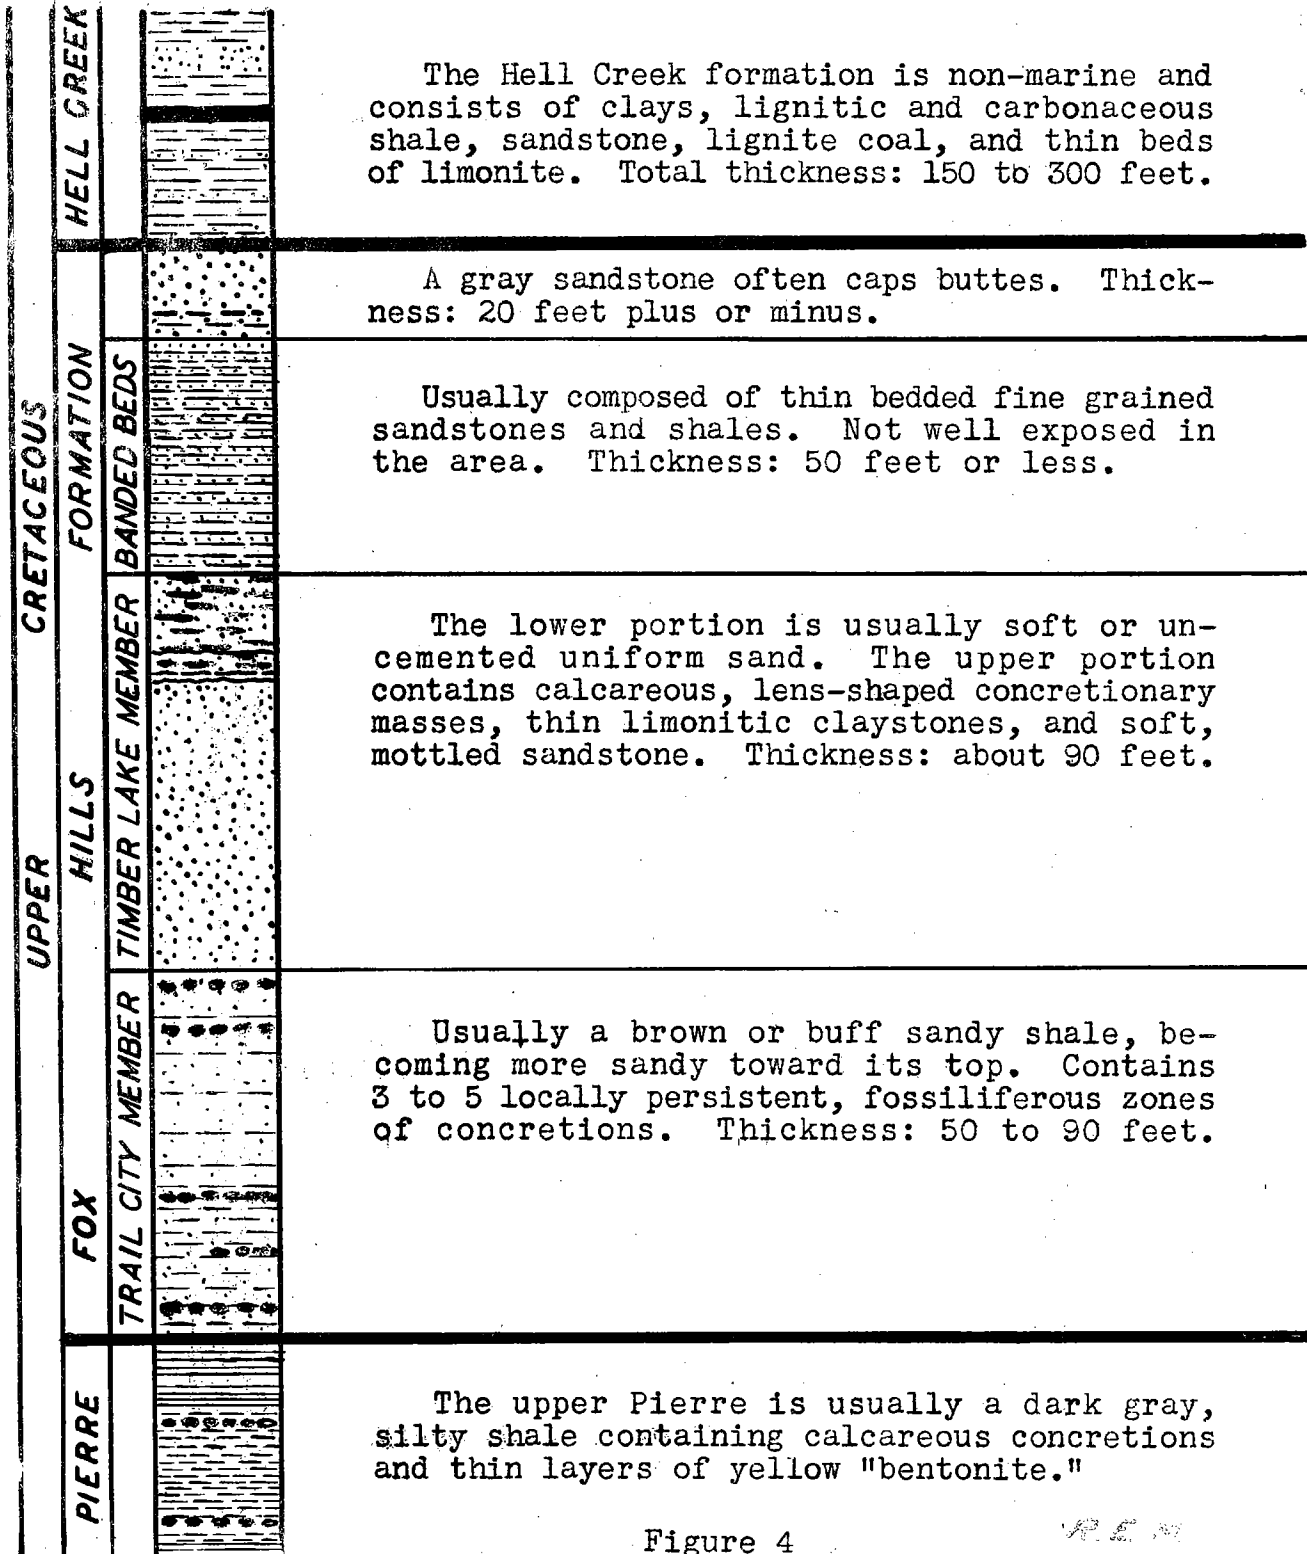 HELL CREEK
The Hell Creek formation is non-marine and
consists of clays, lignitic and carbonaceous
shale, sandstone, lignite coal, and thin beds
of limonite. Total thickness: 150 to 300 feet.
UPPER CRETACEOUS
FOX HILLS FORMATION
A gray sandstone often caps buttes. Thick-
ness: 20 feet plus or minus.
BANDED BEDS
Usually composed of thin bedded fine grained
sandstones and shales. Not well exposed in
the area. Thickness: 50 feet or less.
TIMBER LAKE MEMBER
The lower portion is usually soft or un-
cemented uniform sand. The upper portion
contains calcareous, lens-shaped concretionary
masses, thin limonitic claystones, and soft,
mottled sandstone. Thickness: about 90 feet.
TRAIL CITY MEMBER
Usually a brown or buff sandy shale, be-
coming more sandy toward its top. Contains
3 to 5 locally persistent, fossiliferous zones
of concretions. Thickness: 50 to 90 feet.
PIERRE
The upper Pierre is usually a dark gray,
silty shale containing calcareous concretions
and thin layers of yellow "bentonite."
Figure 4
R.E.M